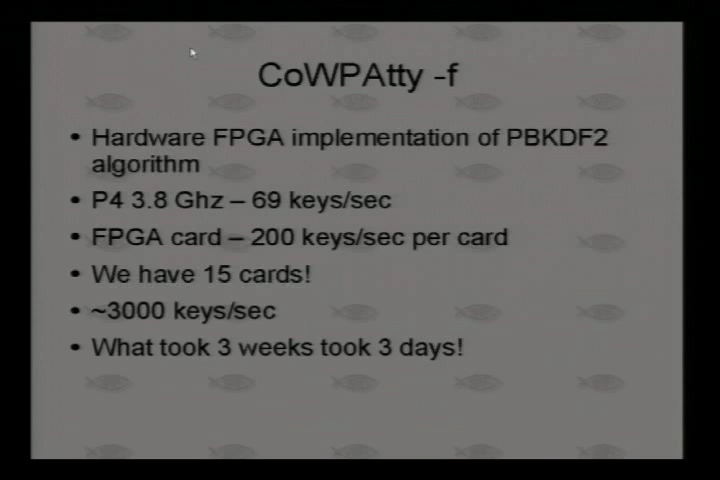 CoWPAtty -f
• Hardware FPGA implementation of PBKDF2
algorithm
• P4 3.8 Ghz – 69 keys/sec
• FPGA card – 200 keys/sec per card
• We have 15 cards!
• ~3000 keys/sec
• What took 3 weeks took 3 days!